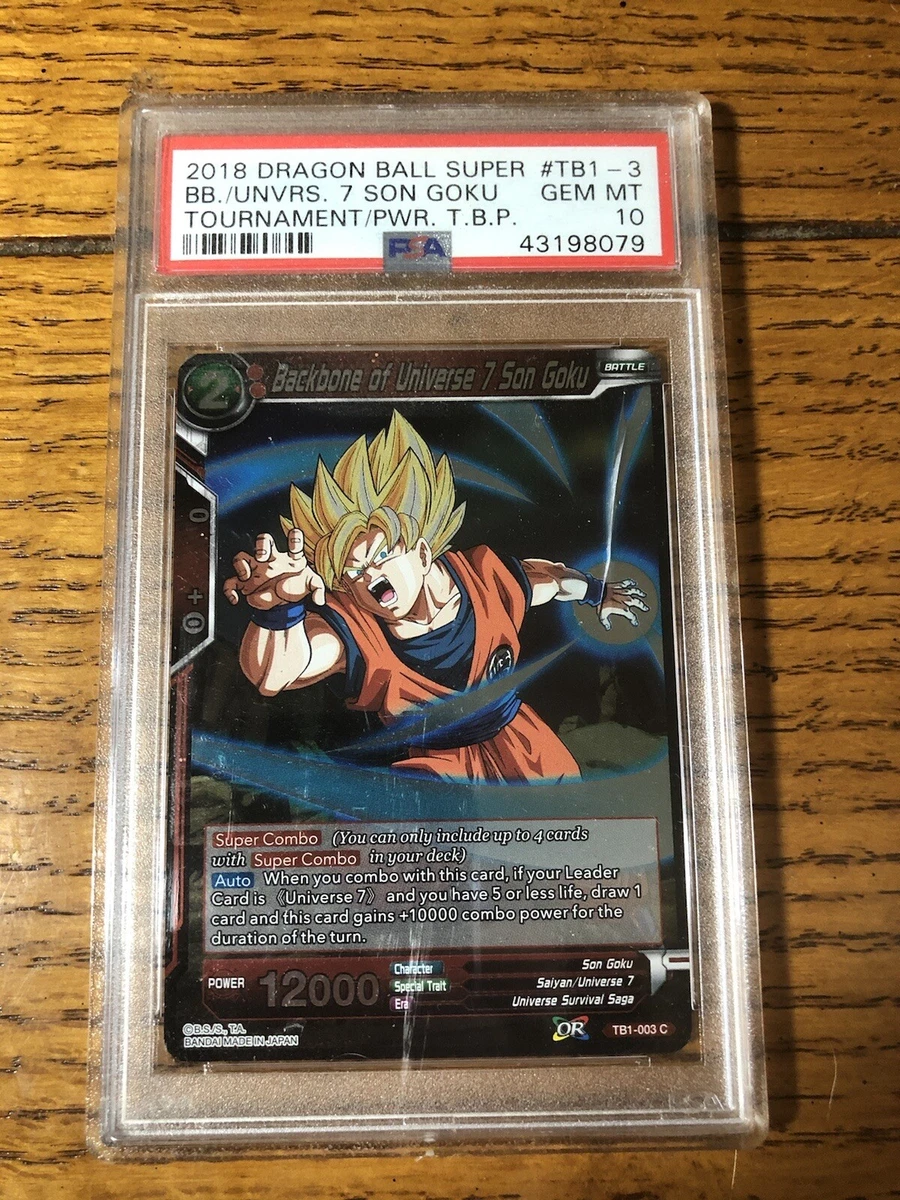 2018 DRAGON BALL SUPER #TB1-3
BB./UNVRS. 7 SON GOKU GEM MT
TOURNAMENT/PWR. T.B.P. 10
PSA 43198079
2 Backbone of Universe 7 Son Goku BATTLE
0
+
0
Super Combo (You can only include up to 4 cards
with Super Combo in your deck)
Auto When you combo with this card, if your Leader
Card is 《Universe 7》 and you have 5 or less life, draw 1
card and this card gains +10000 combo power for the
duration of the turn.
POWER 12000
Character Son Goku
Special Trait Saiyan/Universe 7
Era Universe Survival Saga
©B.S./S., T.A.
BANDAI MADE IN JAPAN
OR TB1-003 C